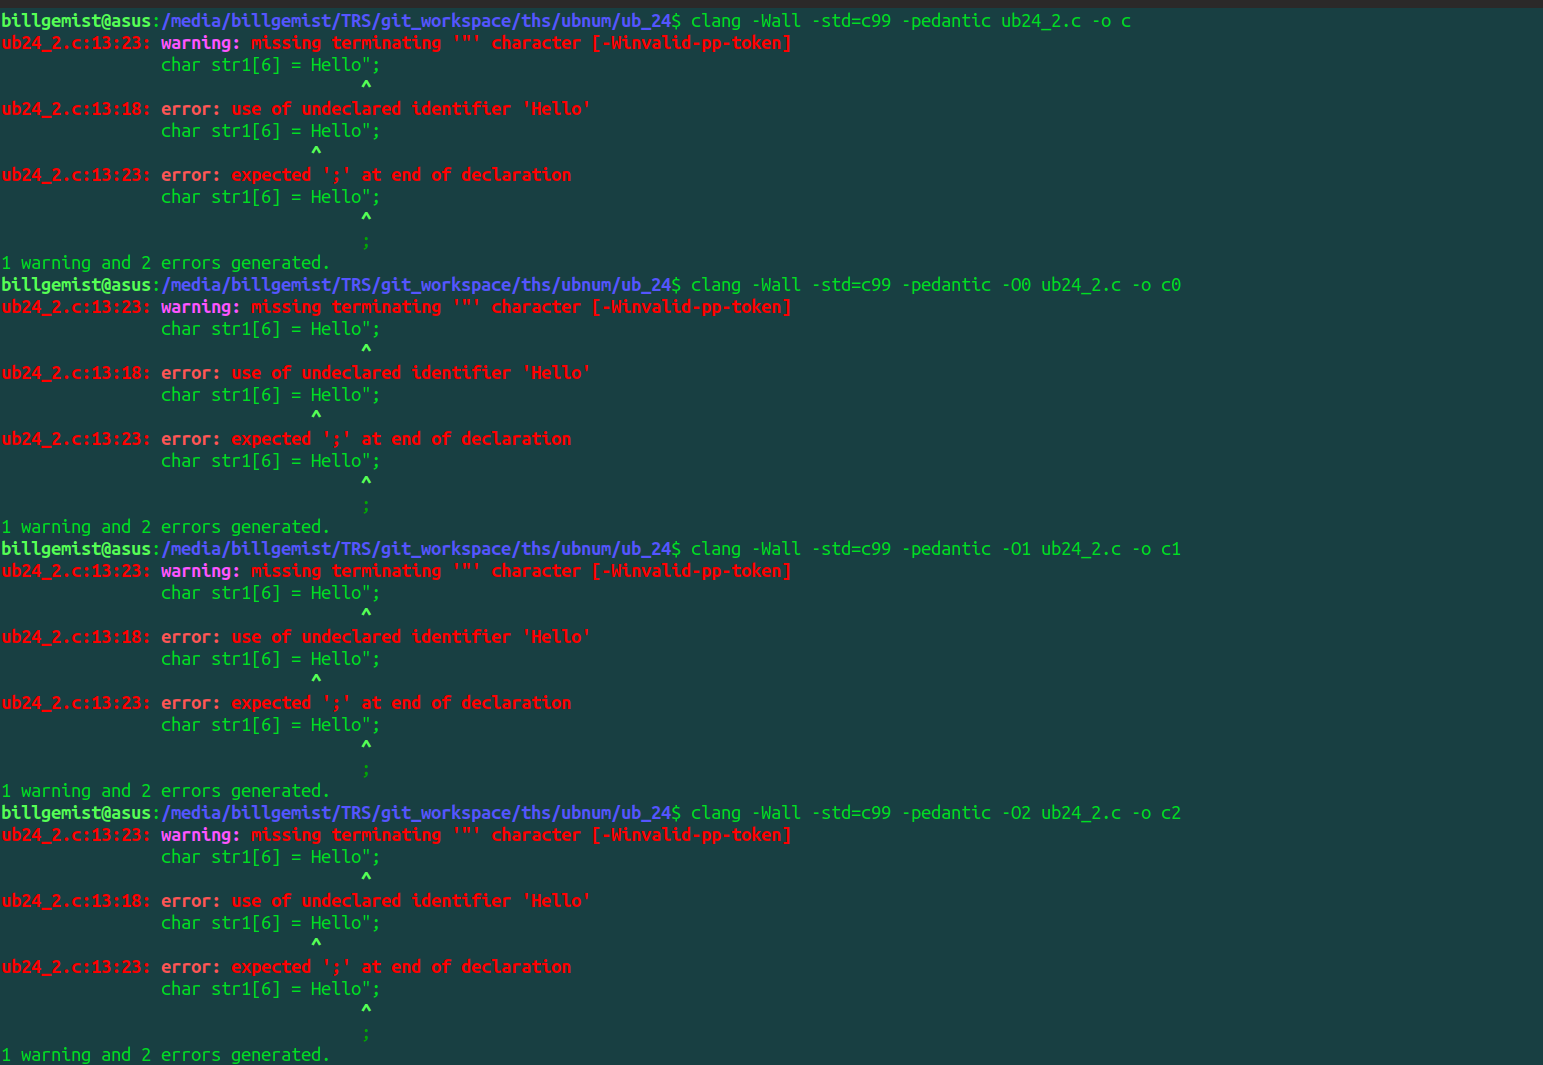 billgemist@asus:/media/billgemist/TRS/git_workspace/ths/ubnum/ub_24$ clang -Wall -std=c99 -pedantic ub24_2.c -o c
ub24_2.c:13:23: warning: missing terminating '"' character [-Winvalid-pp-token]
                char str1[6] = Hello";
                                    ^
ub24_2.c:13:18: error: use of undeclared identifier 'Hello'
                char str1[6] = Hello";
                               ^
ub24_2.c:13:23: error: expected ';' at end of declaration
                char str1[6] = Hello";
                                    ^
                                    ;
1 warning and 2 errors generated.
billgemist@asus:/media/billgemist/TRS/git_workspace/ths/ubnum/ub_24$ clang -Wall -std=c99 -pedantic -O0 ub24_2.c -o c0
ub24_2.c:13:23: warning: missing terminating '"' character [-Winvalid-pp-token]
                char str1[6] = Hello";
                                    ^
ub24_2.c:13:18: error: use of undeclared identifier 'Hello'
                char str1[6] = Hello";
                               ^
ub24_2.c:13:23: error: expected ';' at end of declaration
                char str1[6] = Hello";
                                    ^
                                    ;
1 warning and 2 errors generated.
billgemist@asus:/media/billgemist/TRS/git_workspace/ths/ubnum/ub_24$ clang -Wall -std=c99 -pedantic -O1 ub24_2.c -o c1
ub24_2.c:13:23: warning: missing terminating '"' character [-Winvalid-pp-token]
                char str1[6] = Hello";
                                    ^
ub24_2.c:13:18: error: use of undeclared identifier 'Hello'
                char str1[6] = Hello";
                               ^
ub24_2.c:13:23: error: expected ';' at end of declaration
                char str1[6] = Hello";
                                    ^
                                    ;
1 warning and 2 errors generated.
billgemist@asus:/media/billgemist/TRS/git_workspace/ths/ubnum/ub_24$ clang -Wall -std=c99 -pedantic -O2 ub24_2.c -o c2
ub24_2.c:13:23: warning: missing terminating '"' character [-Winvalid-pp-token]
                char str1[6] = Hello";
                                    ^
ub24_2.c:13:18: error: use of undeclared identifier 'Hello'
                char str1[6] = Hello";
                               ^
ub24_2.c:13:23: error: expected ';' at end of declaration
                char str1[6] = Hello";
                                    ^
                                    ;
1 warning and 2 errors generated.